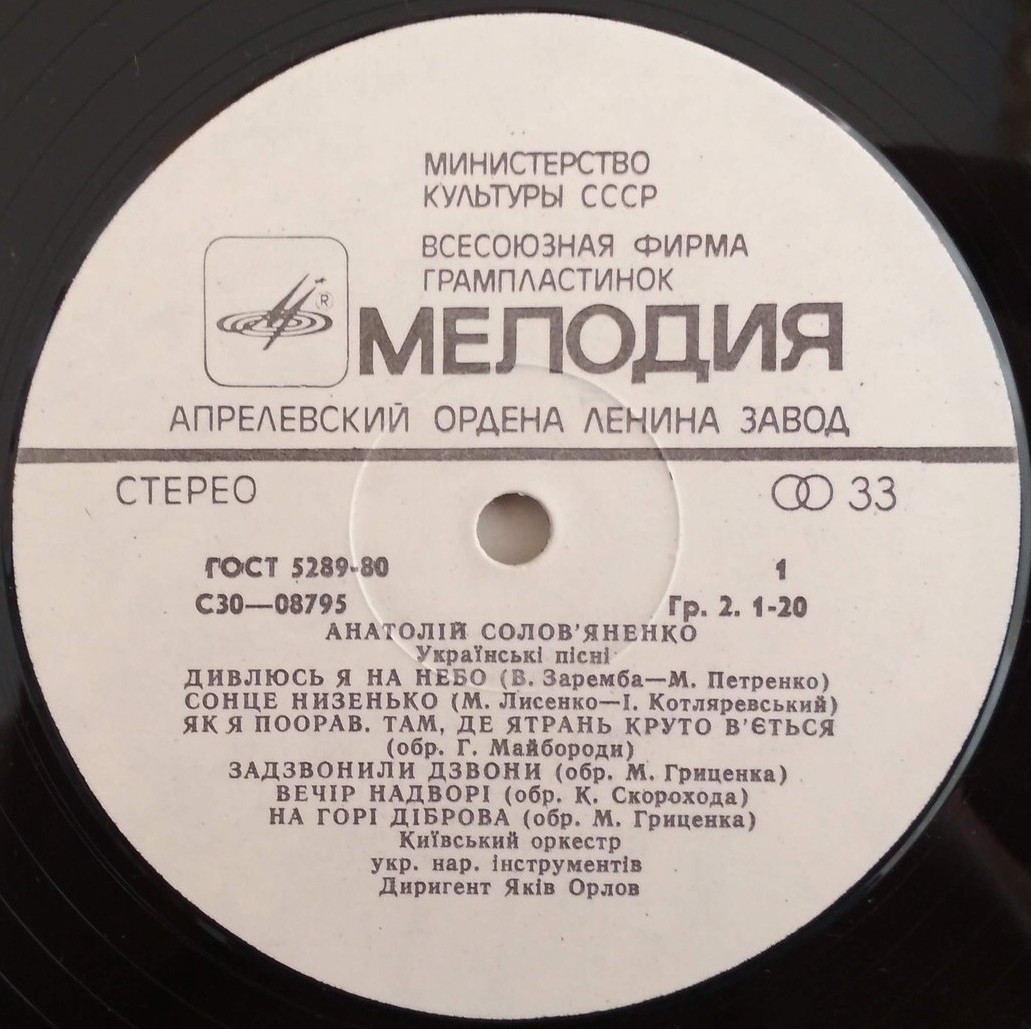 МИНИСТЕРСТВО
КУЛЬТУРЫ СССР
ВСЕСОЮЗНАЯ ФИРМА
ГРАМПЛАСТИНОК
®
МЕЛОДИЯ
АПРЕЛЕВСКИЙ ОРДЕНА ЛЕНИНА ЗАВОД
СТЕРЕО 33
ГОСТ 5289-80 1
С30—08795 Гр. 2. 1-20
АНАТОЛІЙ СОЛОВ'ЯНЕНКО
Українські пісні
ДИВЛЮСЬ Я НА НЕБО (В. Заремба—М. Петренко)
СОНЦЕ НИЗЕНЬКО (М. Лисенко—І. Котляревський)
ЯК Я ПООРАВ. ТАМ, ДЕ ЯТРАНЬ КРУТО В'ЄТЬСЯ
(обр. Г. Майбороди)
ЗАДЗВОНИЛИ ДЗВОНИ (обр. М. Гриценка)
ВЕЧІР НАДВОРІ (обр. К. Скорохода)
НА ГОРІ ДІБРОВА (обр. М. Гриценка)
Київський оркестр
укр. нар. інструментів
Диригент Яків Орлов